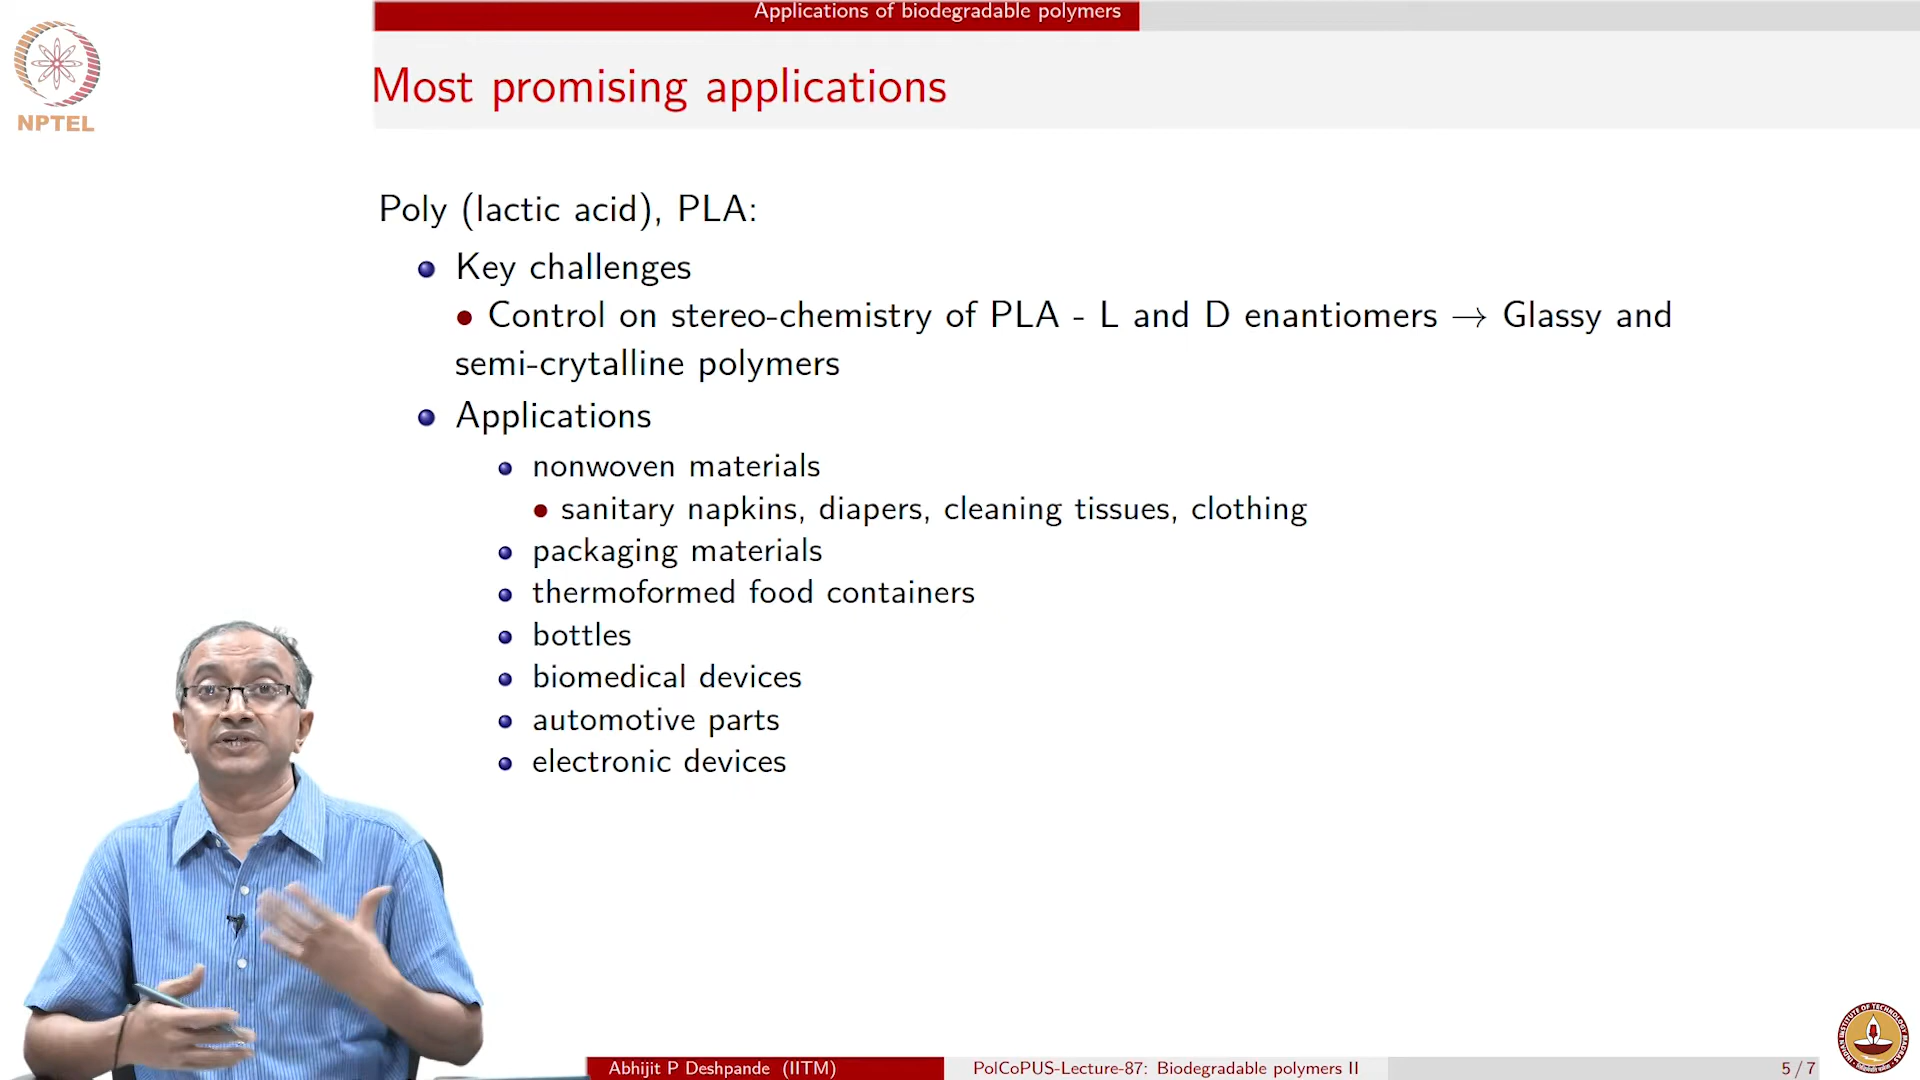 Applications of biodegradable polymers
NPTEL
Most promising applications
Poly (lactic acid), PLA:
Key challenges
• Control on stereo-chemistry of PLA - L and D enantiomers → Glassy and
semi-crytalline polymers
Applications
nonwoven materials
• sanitary napkins, diapers, cleaning tissues, clothing
packaging materials
thermoformed food containers
bottles
biomedical devices
automotive parts
electronic devices
Abhijit P Deshpande (IITM)
PolCoPUS-Lecture-87: Biodegradable polymers II
5 / 7